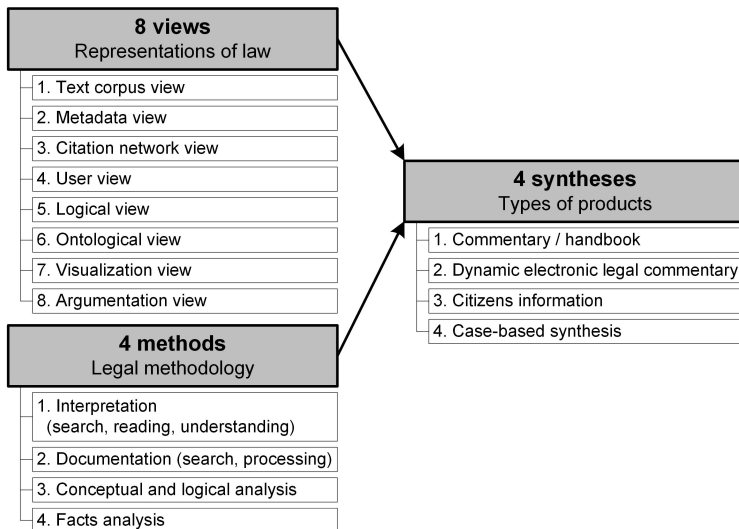 8 views
Representations of law
1. Text corpus view
2. Metadata view
3. Citation network view
4. User view
5. Logical view
6. Ontological view
7. Visualization view
8. Argumentation view
4 methods
Legal methodology
1. Interpretation
(search, reading, understanding)
2. Documentation (search, processing)
3. Conceptual and logical analysis
4. Facts analysis
4 syntheses
Types of products
1. Commentary / handbook
2. Dynamic electronic legal commentary
3. Citizens information
4. Case-based synthesis